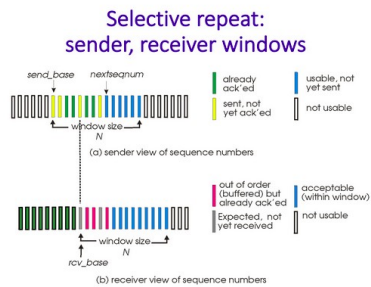 Selective repeat:
sender, receiver windows
send_base
nextseqnum
already
ack'ed
usable, not
yet sent
sent, not
yet ack'ed
not usable
window size
N
(a) sender view of sequence numbers
out of order
(buffered) but
already ack'ed
acceptable
(within window)
Expected, not
yet received
not usable
window size
N
rcv_base
(b) receiver view of sequence numbers